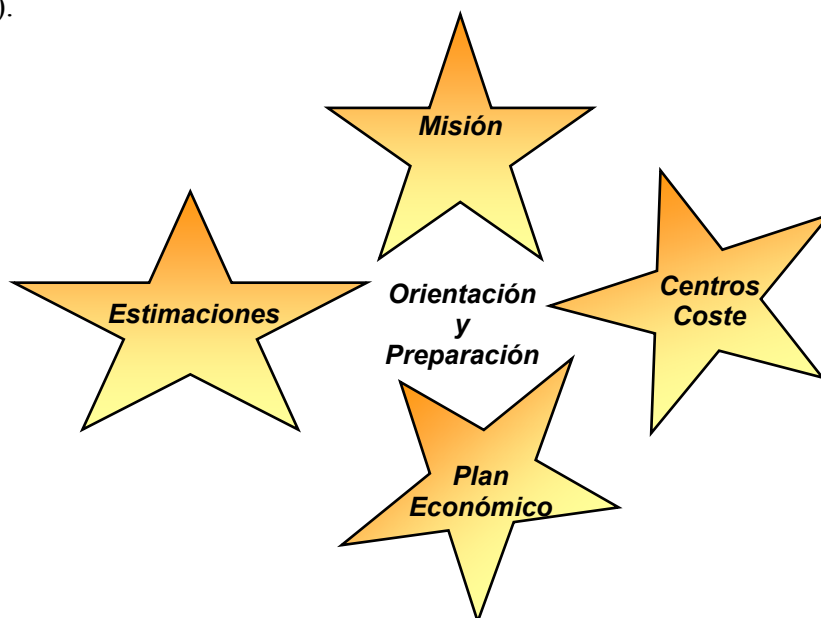 ).
Misión
Estimaciones
Orientación
y
Preparación
Centros
Coste
Plan
Económico